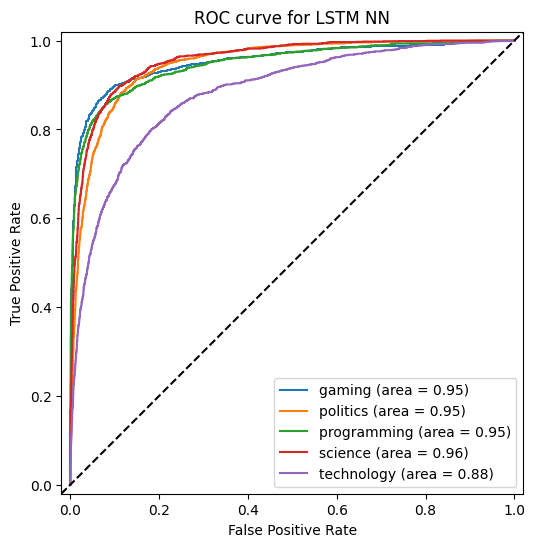 ROC curve for LSTM NN
1.0
0.8
0.6
0.4
0.2
0.0
True Positive Rate
gaming (area = 0.95)
politics (area = 0.95)
programming (area = 0.95)
science (area = 0.96)
technology (area = 0.88)
0.0 0.2 0.4 0.6 0.8 1.0
False Positive Rate